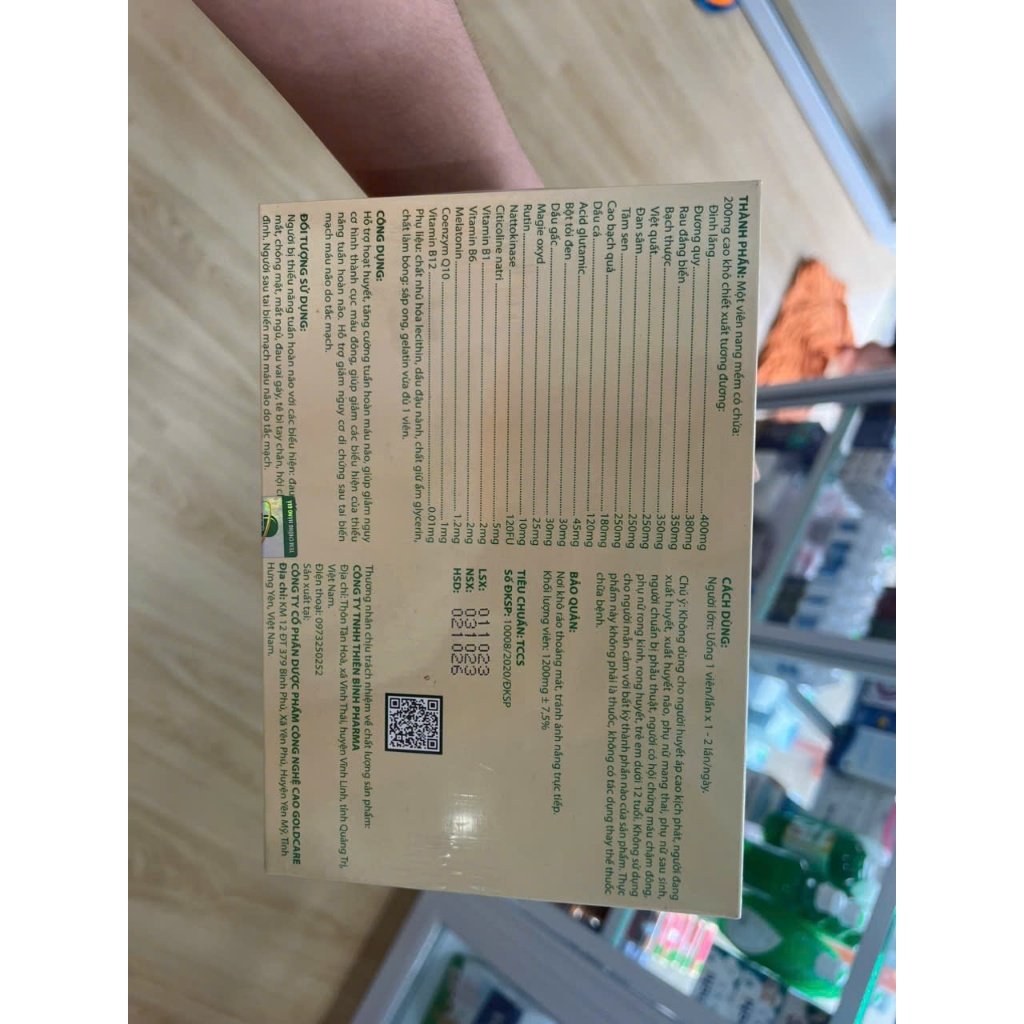 THÀNH PHẦN: Một viên nang mềm có chứa:
200mg cao khô chiết xuất tương đương:
Đinh lăng....400mg
Đương quy....380mg
Rau đắng biển....350mg
Bạch thược....350mg
Việt quất....250mg
Đan sâm....250mg
Tâm sen....250mg
Cao bạch quả....180mg
Dầu cá....120mg
Acid glutamic....45mg
Bột tỏi đen....30mg
Dầu gấc....30mg
Magie oxyd....25mg
Rutin....10mg
Nattokinase....120FU
Citicoline natri....5mg
Vitamin B1....2mg
Vitamin B6....2mg
Melatonin....1.2mg
Coenzym Q10....1mg
Vitamin B12....0.01mg
Phụ liệu: chất nhũ hóa lecithin, dầu đậu nành, chất giữ ẩm glycerin,
chất làm bóng: sáp ong, gelatin vừa đủ 1 viên.
CÔNG DỤNG:
Hỗ trợ hoạt huyết, tăng cường tuần hoàn máu não, giúp giảm nguy
cơ hình thành cục máu đông, giúp giảm các biểu hiện của thiểu
năng tuần hoàn não. Hỗ trợ giảm nguy cơ di chứng sau tai biến
mạch máu não do tắc mạch.
ĐỐI TƯỢNG SỬ DỤNG:
Người bị thiểu năng tuần hoàn não với các biểu hiện: đau
mắt, chóng mặt, mất ngủ, đau vai gáy, tê bì tay chân, hội
đình. Người sau tai biến mạch máu não do tắc mạch.
CÁCH DÙNG:
Người lớn: Uống 1 viên/lần x 1 - 2 lần/ngày.
Chú ý: Không dùng cho người huyết áp cao kịch phát, người đang
xuất huyết, xuất huyết não, phụ nữ mang thai, phụ nữ sau sinh,
người chuẩn bị phẫu thuật, người có hội chứng máu chậm đông,
phụ nữ rong kinh, rong huyết, trẻ em dưới 12 tuổi. Không sử dụng
cho người mẫn cảm với bất kỳ thành phần nào của sản phẩm. Thực
phẩm này không phải là thuốc, không có tác dụng thay thế thuốc
chữa bệnh.
BẢO QUẢN:
Nơi khô ráo thoáng mát, tránh ánh nắng trực tiếp.
Khối lượng viên: 1200mg ± 7,5%
TIÊU CHUẨN: TCCS
Số ĐKSP: 10008/2020/ĐKSP
LSX: 011023
NSX: 031023
HSD: 021026
Thương nhân chịu trách nhiệm về chất lượng sản phẩm:
CÔNG TY TNHH THIÊN BÌNH PHARMA
Địa chỉ: Thôn Tân Hoà, xã Vĩnh Thái, huyện Vĩnh Linh, tỉnh Quảng Trị,
Việt Nam.
Điện thoại: 0973250252
Sản xuất tại:
CÔNG TY CỔ PHẦN DƯỢC PHẨM CÔNG NGHỆ CAO GOLDCARE
Địa chỉ: KM 12 ĐT 379 Bình Phú, Xã Yên Phú, Huyện Yên Mỹ, Tỉnh
Hưng Yên, Việt Nam.